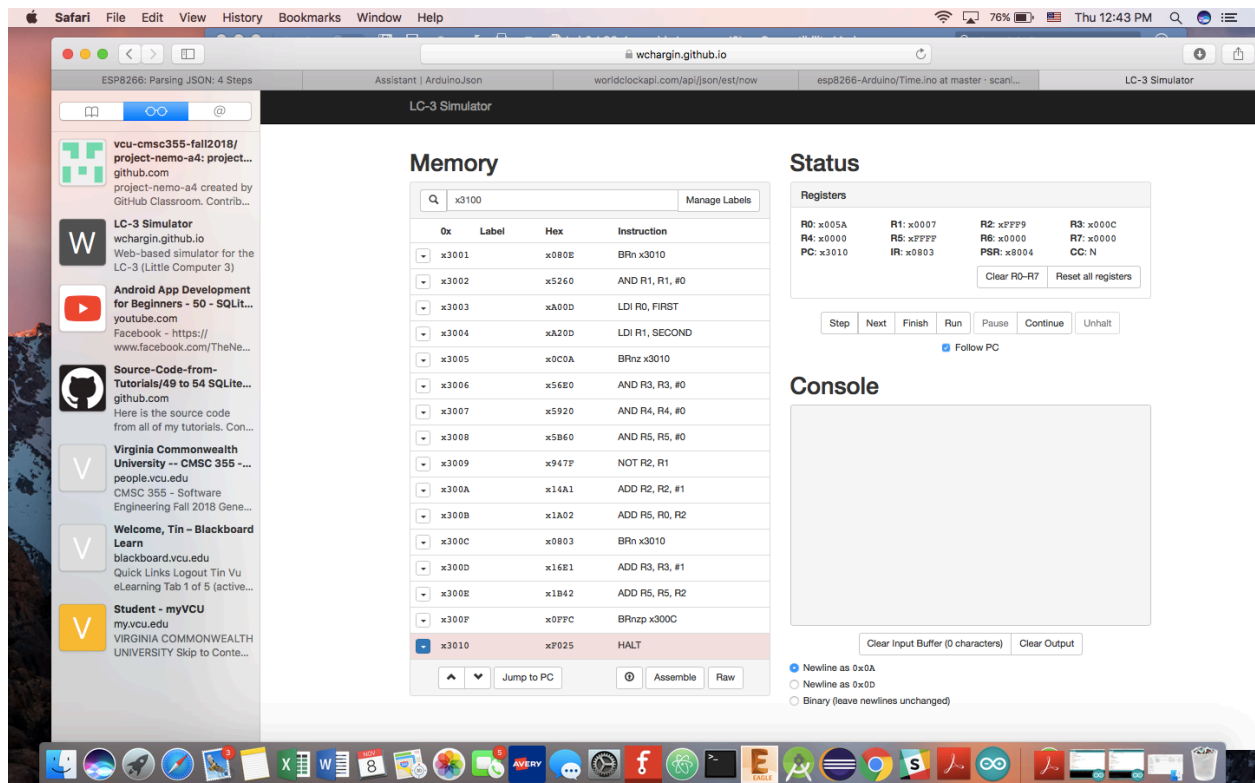 Safari File Edit View History Bookmarks Window Help 76% Thu 12:43 PM
wchargin.github.io
ESP8266: Parsing JSON: 4 Steps
Assistant | ArduinoJson
worldclockapi.com/api/json/est/now
esp8266-Arduino/Time.ino at master · scanl...
LC-3 Simulator
@
vcu-cmsc355-fall2018/
project-nemo-a4: project...
github.com
project-nemo-a4 created by
GitHub Classroom. Contrib...
W
LC-3 Simulator
wchargin.github.io
Web-based simulator for the
LC-3 (Little Computer 3)
Android App Development
for Beginners - 50 - SQLit...
youtube.com
Facebook - https://
www.facebook.com/TheNe...
Source-Code-from-
Tutorials/49 to 54 SQLite...
github.com
Here is the source code
from all of my tutorials. Con...
V
Virginia Commonwealth
University -- CMSC 355 -...
people.vcu.edu
CMSC 355 - Software
Engineering Fall 2018 Gene...
V
Welcome, Tin – Blackboard
Learn
blackboard.vcu.edu
Quick Links Logout Tin Vu
eLearning Tab 1 of 5 (active...
V
Student - myVCU
my.vcu.edu
VIRGINIA COMMONWEALTH
UNIVERSITY Skip to Conte...
LC-3 Simulator
Memory
x3100 Manage Labels
0x Label Hex Instruction
x3001 x080E BRn x3010
x3002 x5260 AND R1, R1, #0
x3003 xA00D LDI R0, FIRST
x3004 xA20D LDI R1, SECOND
x3005 x0C0A BRnz x3010
x3006 x56E0 AND R3, R3, #0
x3007 x5920 AND R4, R4, #0
x3008 x5B60 AND R5, R5, #0
x3009 x947F NOT R2, R1
x300A x14A1 ADD R2, R2, #1
x300B x1A02 ADD R5, R0, R2
x300C x0803 BRn x3010
x300D x16E1 ADD R3, R3, #1
x300E x1B42 ADD R5, R5, R2
x300F x0FFC BRnzp x300C
x3010 xF025 HALT
Jump to PC Assemble Raw
Status
Registers
R0: x005A R1: x0007 R2: xFFF9 R3: x000C
R4: x0000 R5: xFFFF R6: x0000 R7: x0000
PC: x3010 IR: x0803 PSR: x8004 CC: N
Clear R0–R7 Reset all registers
Step Next Finish Run Pause Continue Unhalt
Follow PC
Console
Clear Input Buffer (0 characters) Clear Output
Newline as 0x0A
Newline as 0x0D
Binary (leave newlines unchanged)
3
NOV
8
5
AVERY
EAGLE